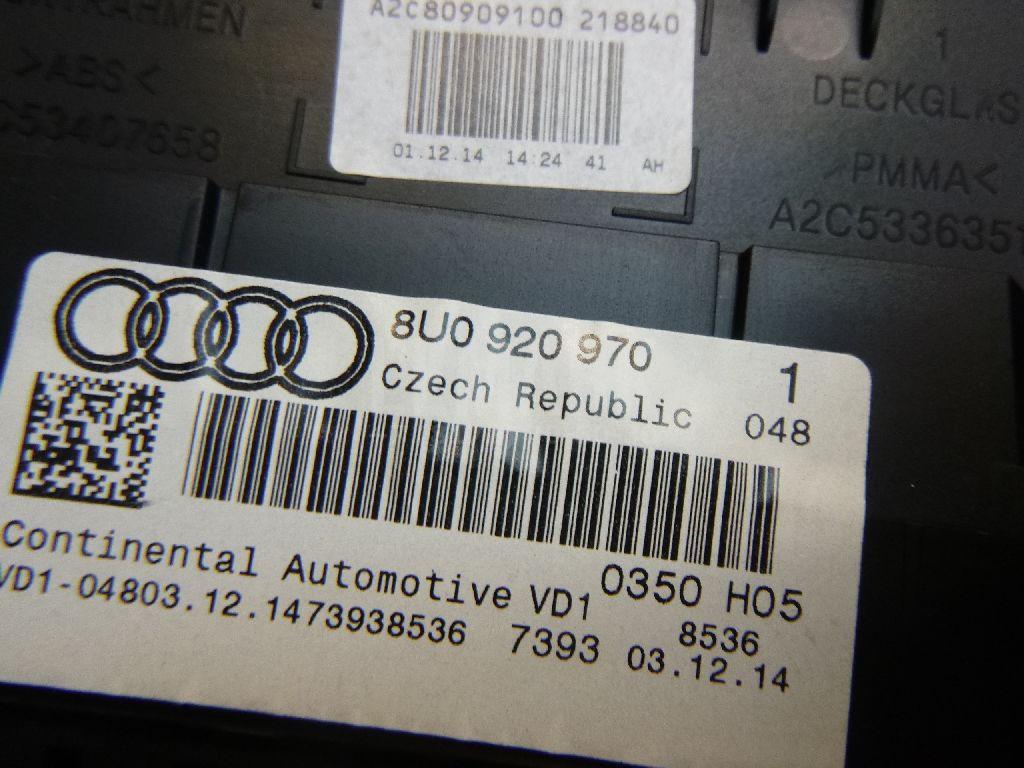 A2C80909100 218840
01.12.14 14:24 41 AH
>ABS<
1
DECKGLAS
>PMMA<
8U0 920 970
1
Czech Republic
048
Continental Automotive VD1
0350 H05
VD1-04803.12.1473938536
7393
8536
03.12.14